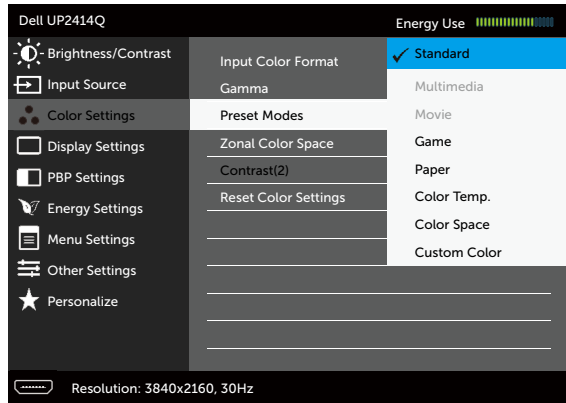 Dell UP2414Q
Energy Use
Brightness/Contrast
Input Source
Color Settings
Display Settings
PBP Settings
Energy Settings
Menu Settings
Other Settings
Personalize
Input Color Format
Gamma
Preset Modes
Zonal Color Space
Contrast(2)
Reset Color Settings
Standard
Multimedia
Movie
Game
Paper
Color Temp.
Color Space
Custom Color
Resolution: 3840x2160, 30Hz